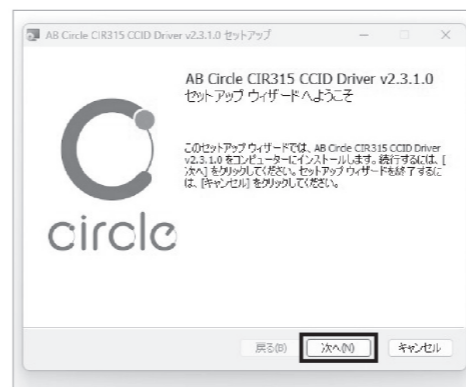 AB Circle CIR315 CCID Driver v2.3.1.0 セットアップ
AB Circle CIR315 CCID Driver v2.3.1.0
セットアップ ウィザードへようこそ
このセットアップ ウィザードでは、AB Circle CIR315 CCID Driver
v2.3.1.0 をコンピューターにインストールします。続行するには、[
次へ] をクリックしてください。セットアップ ウィザードを終了するに
は、[キャンセル] をクリックしてください。
circle
戻る(B)
次へ(N)
キャンセル